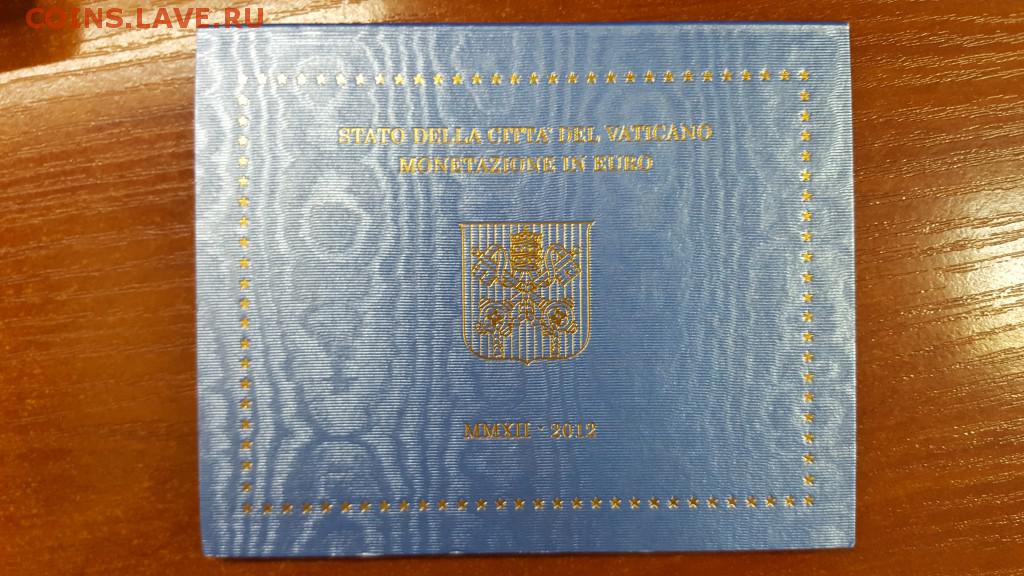 COINS.LAVE.RU
STATO DELLA CITTA' DEL VATICANO
MONETAZIONE IN EURO
MMXII · 2012